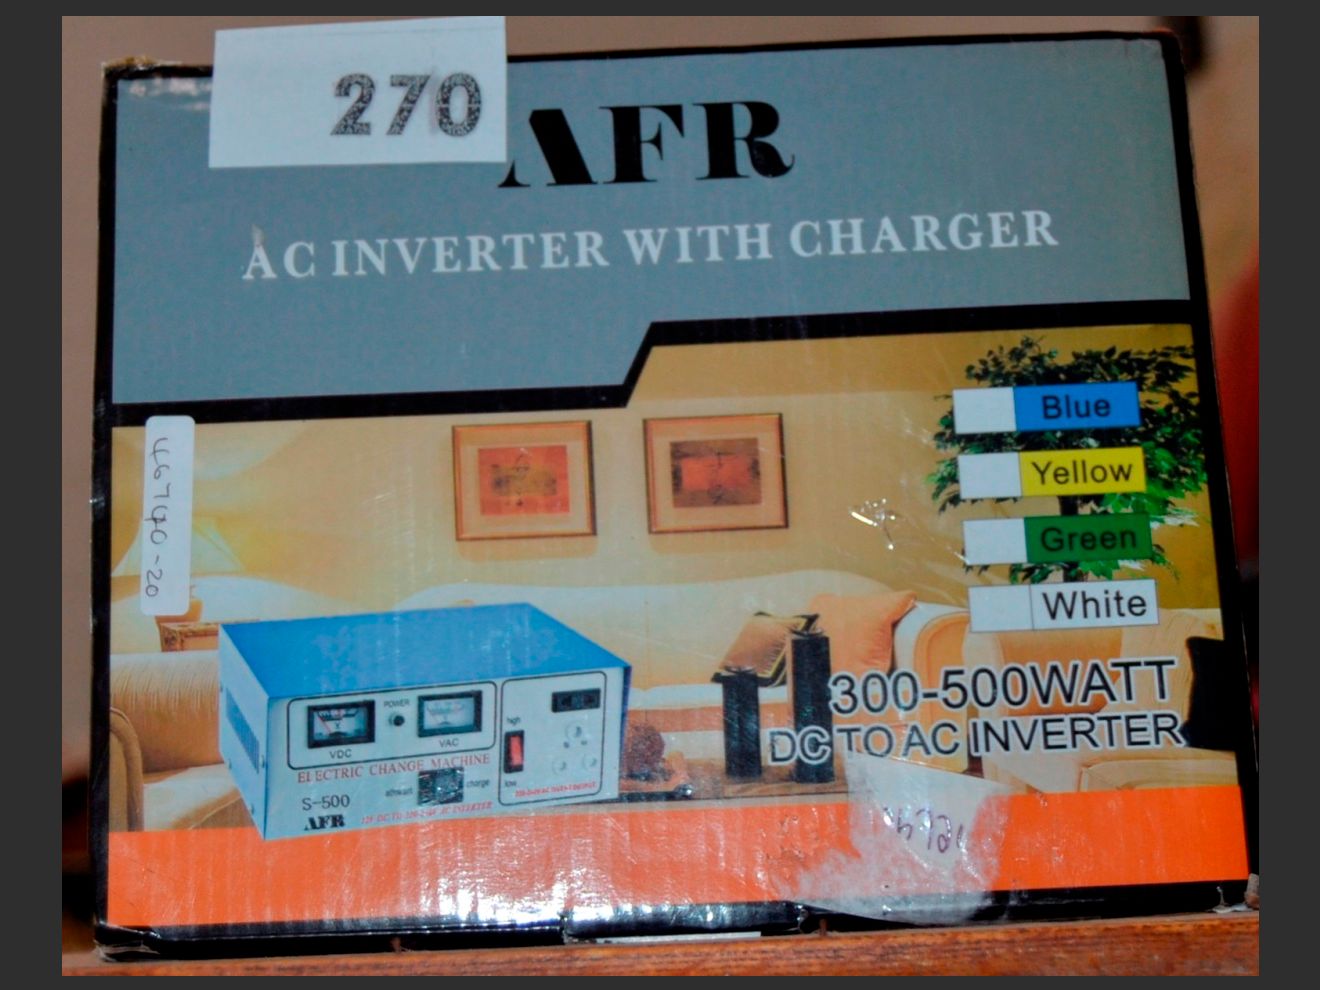 270
AFR
AC INVERTER WITH CHARGER
Blue
Yellow
Green
White
300-500WATT
DC TO AC INVERTER
POWER
VDC
VAC
high
low
ELECTRIC CHANGE MACHINE
charge
S-500
AFR